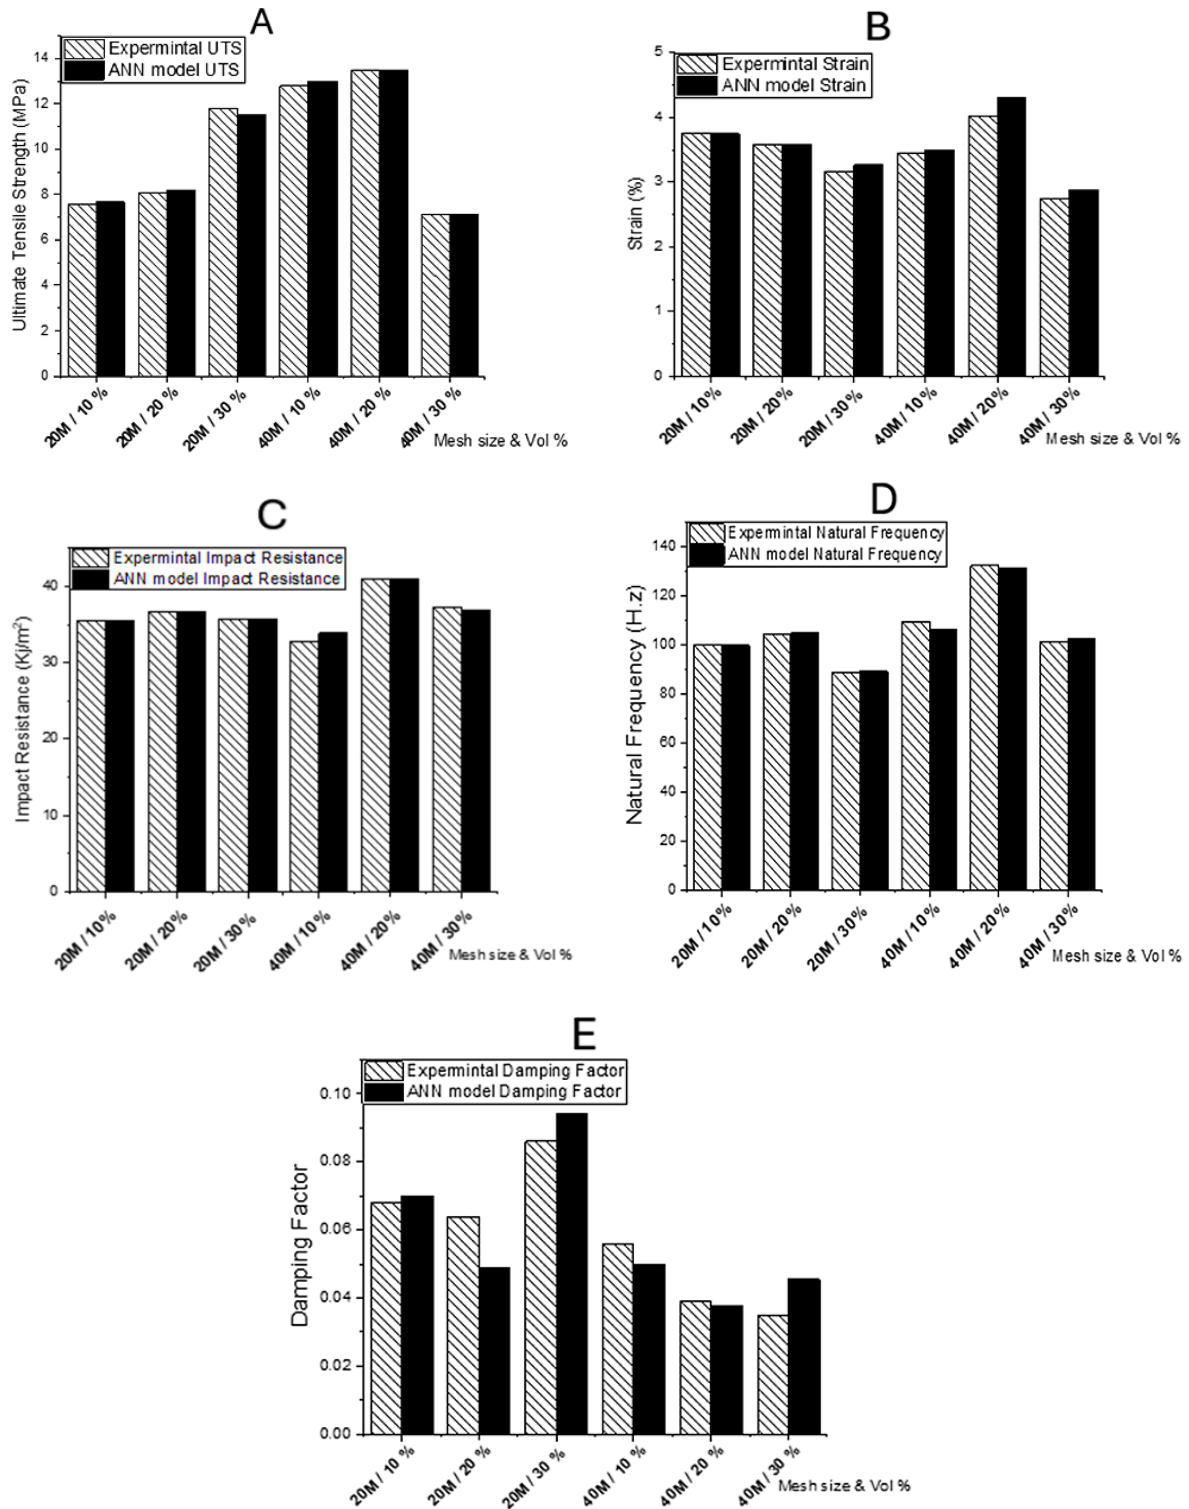 A
Expermintal UTS
ANN model UTS
Ultimate Tensile Strength (MPa)
14
12
10
8
6
4
2
0
20M / 10 %
20M / 20 %
20M / 30 %
40M / 10 %
40M / 20 %
40M / 30 %
Mesh size & Vol %
B
Expermintal Strain
ANN model Strain
Strain (%)
5
4
3
2
1
0
20M / 10%
20M / 20%
20M / 30%
40M / 10%
40M / 20%
40M / 30%
Mesh size & Vol %
C
Expermintal Impact Resistance
ANN model Impact Resistance
Impact Resistance (Kj/m²)
40
30
20
10
0
20M / 10%
20M / 20%
20M / 30%
40M / 10%
40M / 20%
40M / 30%
Mesh size & Vol %
D
Expermintal Natural Frequency
ANN model Natural Frequency
Natural Frequency (H.z)
140
120
100
80
60
40
20
0
20M / 10%
20M / 20%
20M / 30%
40M / 10%
40M / 20%
40M / 30%
Mesh size & Vol %
E
Expermintal Damping Factor
ANN model Damping Factor
Damping Factor
0.10
0.08
0.06
0.04
0.02
0.00
20M / 10 %
20M / 20 %
20M / 30 %
40M / 10 %
40M / 20 %
40M / 30 %
Mesh size & Vol %